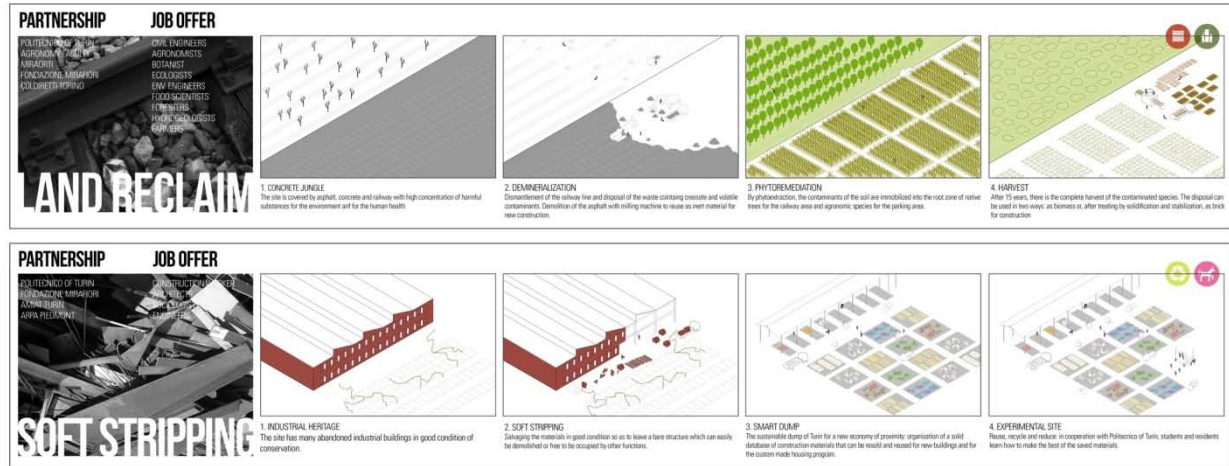 PARTNERSHIP
JOB OFFER
POLITECNICO OF TURIN
AGRONOMY FACULTY
MIRAORTI
FONDAZIONE MIRAFIORI
COLDIRETTI TORINO
CIVIL ENGINEERS
AGRONOMISTS
BOTANIST
ECOLOGISTS
ENV ENGINEERS
FOOD SCIENTISTS
FORESTERS
HYDROGEOLOGISTS
FARMERS
LAND RECLAIM
1. CONCRETE JUNGLE
The site is covered by asphalt, concrete and railway with high concentration of harmful
substances for the environment anf for the human health
2. DEMINERALIZATION
Dismantlement of the railway line and disposal of the waste cointaing creosote and volatile
contaminants. Demolition of the asphalt with milling machine to reuse as inert material for
new construction.
3. PHYTOREMEDIATION
By phytoextraction, the contaminants of the soil are immobilized into the root zone of native
trees for the railway area and agronomic species for the parking area.
4. HARVEST
After 15 years, there is the complete harvest of the contaminated species. The disposal can
be used in two ways: as biomass or, after treating by solidification and stabilization, as brick
for construction
PARTNERSHIP
JOB OFFER
POLITECNICO OF TURIN
FONDAZIONE MIRAFIORI
AMIAT TURIN
ARPA PIEDMONT
CONSTRUCTION
ARCHITECTS
ENGINEERS
SOFT STRIPPING
1. INDUSTRIAL HERITAGE
The site has many abandoned industrial buildings in good condition of
conservation.
2. SOFT STRIPPING
Salvaging the materials in good condition so as to leave a bare structure which can easily
be demolished or free to be occupied by other functions.
3. SMART DUMP
The sustainable dump of Turin for a new economy of proximity: organization of a solid
database of construction materials that can be resold and reused for new buildings and for
the custom made housing program.
4. EXPERIMENTAL SITE
Reuse, recycle and reduce: in cooperation with Politecnico of Turin, students and residents
learn how to make the best of the saved materials.